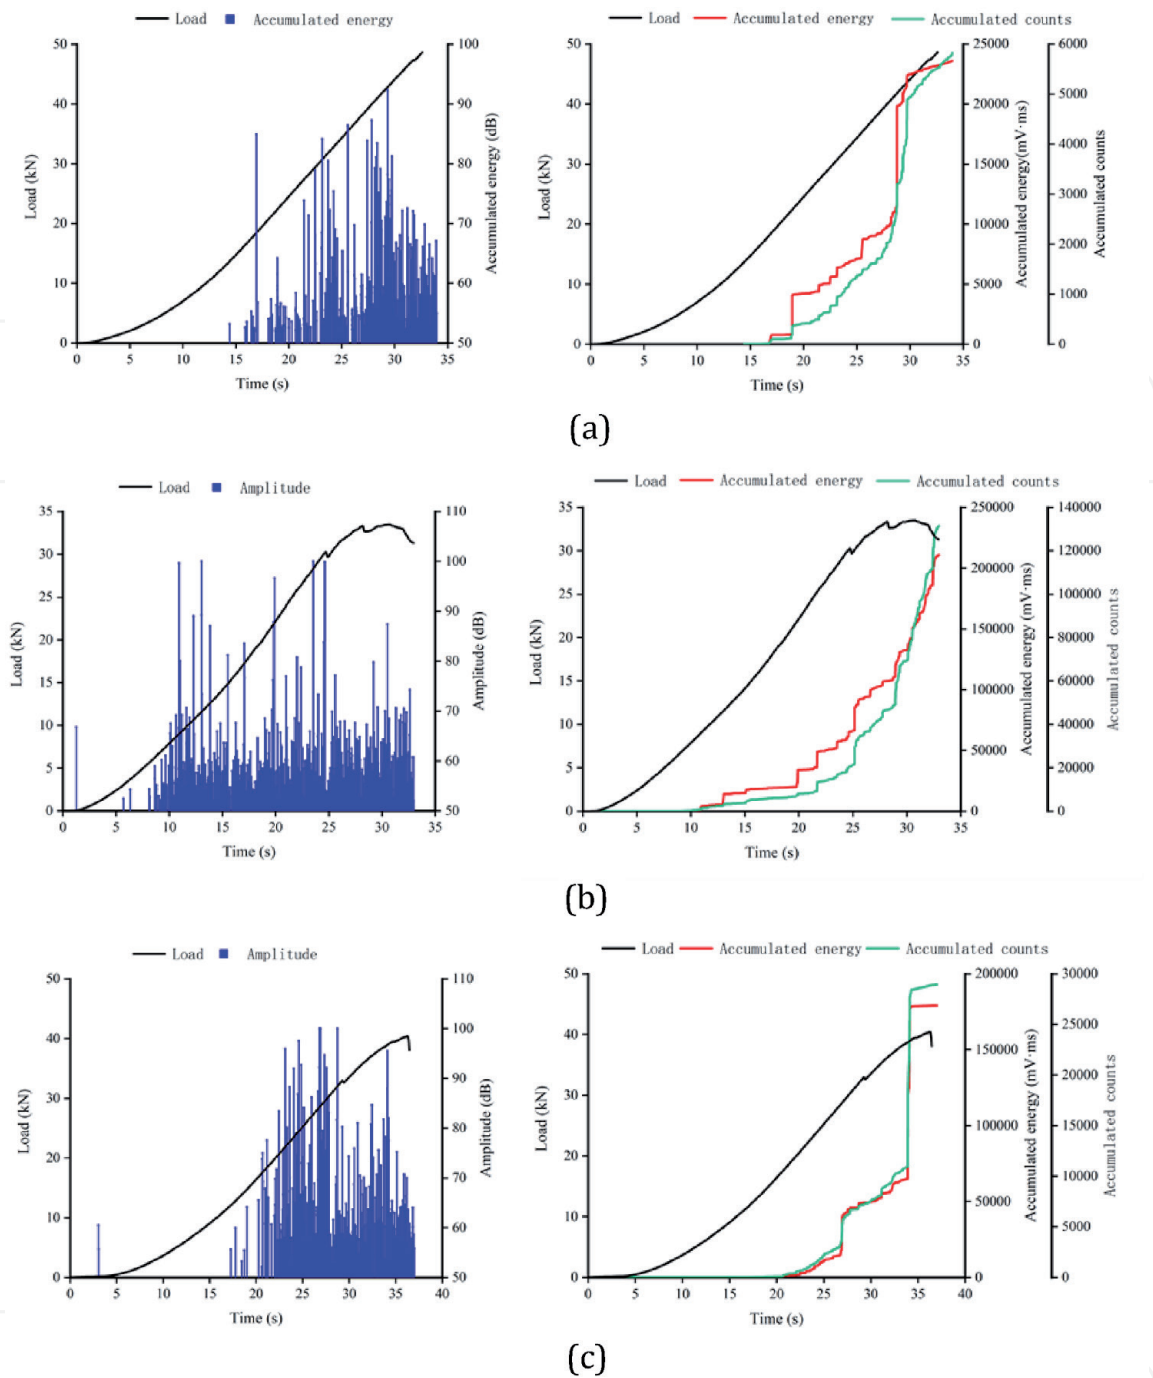 Load Accumulated energy
50
40
30
20
10
0
Load (kN)
100
90
80
70
60
50
Accumulated energy (dB)
0 5 10 15 20 25 30 35
Time (s)
Load Accumulated energy Accumulated counts
50
40
30
20
10
0
Load (kN)
25000
20000
15000
10000
5000
0
Accumulated energy(mV·ms)
6000
5000
4000
3000
2000
1000
0
Accumulated counts
0 5 10 15 20 25 30 35
Time (s)
(a)
Load Amplitude
35
30
25
20
15
10
5
0
Load (kN)
110
100
90
80
70
60
50
Amplitude (dB)
0 5 10 15 20 25 30 35
Time (s)
Load Accumulated energy Accumulated counts
35
30
25
20
15
10
5
0
Load (kN)
250000
200000
150000
100000
50000
0
Accumulated energy (mV·ms)
140000
120000
100000
80000
60000
40000
20000
0
Accumulated counts
0 5 10 15 20 25 30 35
Time (s)
(b)
Load Amplitude
50
40
30
20
10
0
Load (kN)
110
100
90
80
70
60
50
Amplitude (dB)
0 5 10 15 20 25 30 35 40
Time (s)
Load Accumulated energy Accumulated counts
50
40
30
20
10
0
Load (kN)
200000
150000
100000
50000
0
Accumulated energy (mV·ms)
30000
25000
20000
15000
10000
5000
0
Accumulated counts
0 5 10 15 20 25 30 35 40
Time (s)
(c)